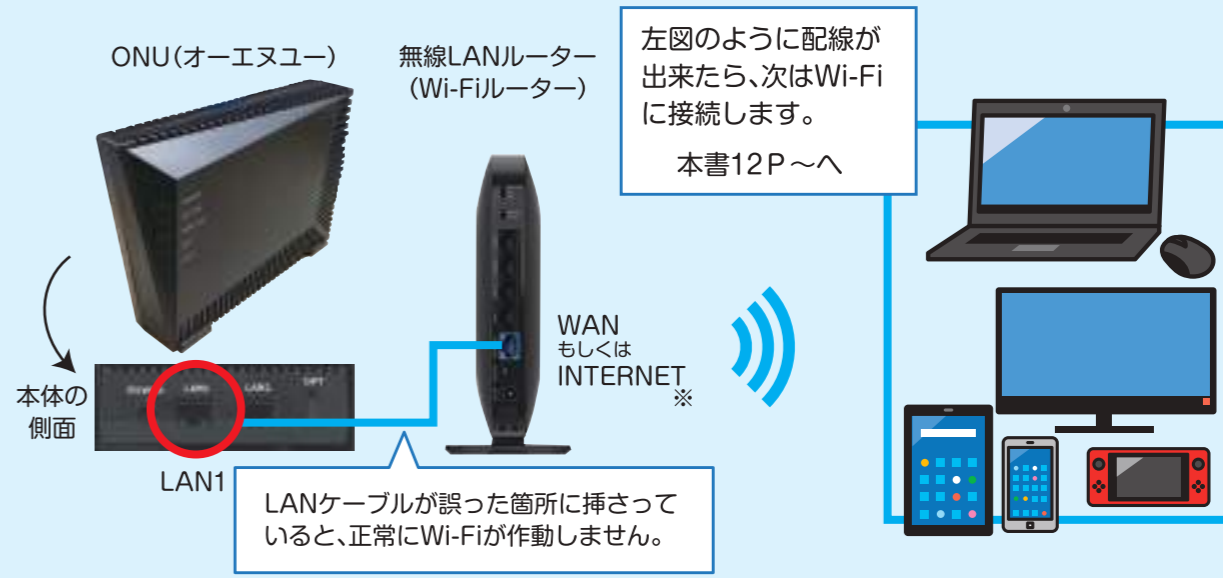 ONU(オーエヌユー)
無線LANルーター
(Wi-Fiルーター)
左図のように配線が
出来たら、次はWi-Fi
に接続します。
本書12P～へ
WAN
もしくは
INTERNET
※
本体の
側面
LAN1
LANケーブルが誤った箇所に挿さって
いると、正常にWi-Fiが作動しません。